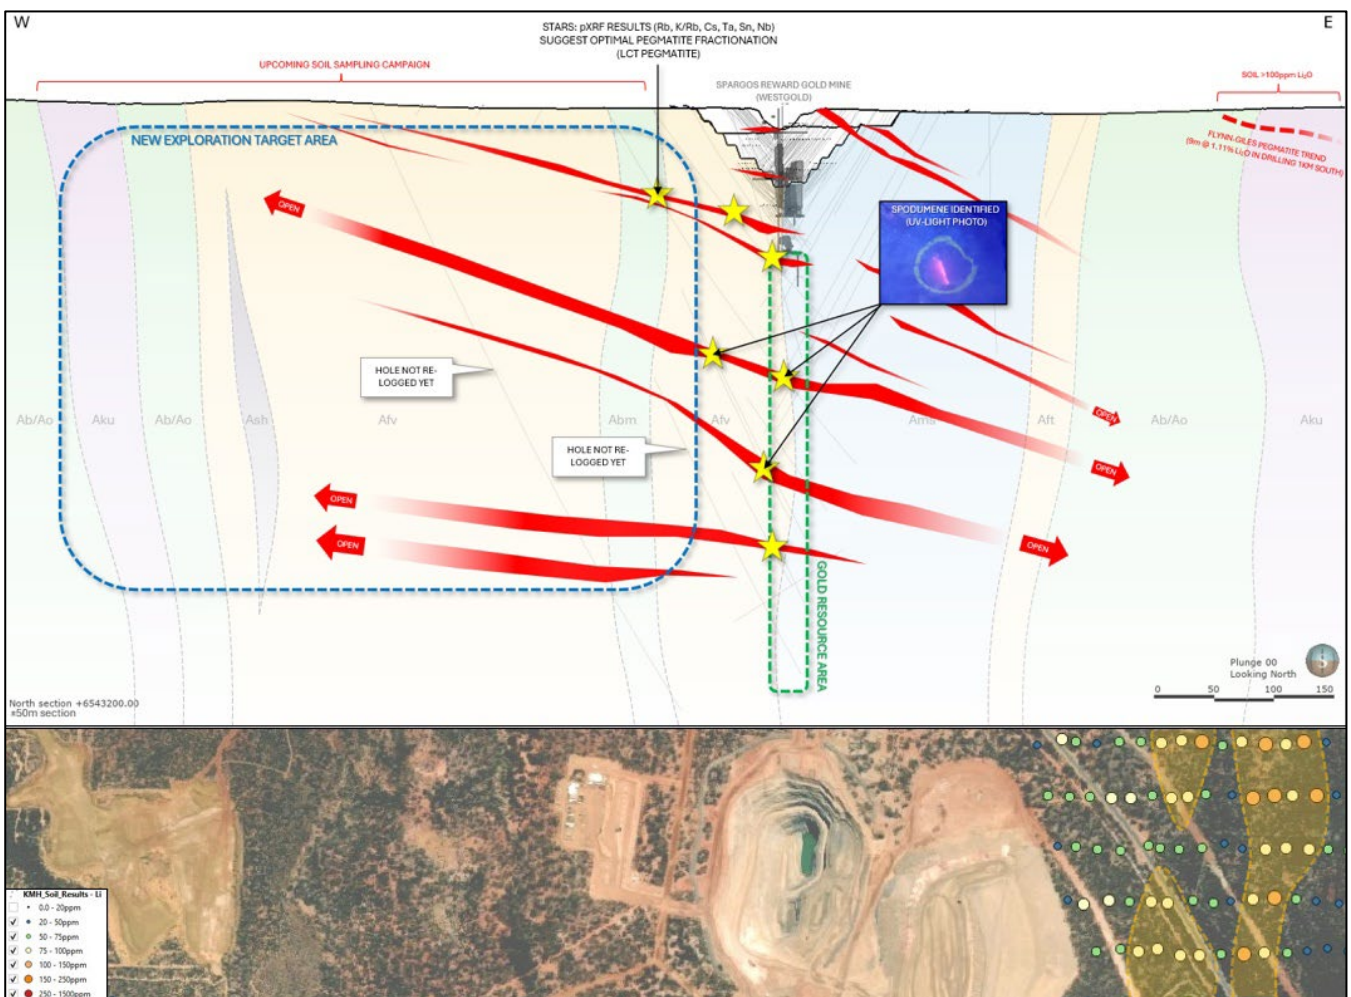 W
E
STARS: pXRF RESULTS (Rb, K/Rb, Cs, Ta, Sn, Nb)
SUGGEST OPTIMAL PEGMATITE FRACTIONATION
(LCT PEGMATITE)
UPCOMING SOIL SAMPLING CAMPAIGN
SPARGOS REWARD GOLD MINE
(WESTGOLD)
SOIL >100ppm Li₂O
FLYNN-GILES PEGMATITE TREND
(9m @ 1.11% Li₂O IN DRILLING 1KM SOUTH)
NEW EXPLORATION TARGET AREA
OPEN
SPODUMENE IDENTIFIED
(UV-LIGHT PHOTO)
HOLE NOT RE-
LOGGED YET
Ab/Ao
Aku
Ab/Ao
Ash
Afv
Abm
Afv
Ams
Aft
Ab/Ao
Aku
OPEN
HOLE NOT RE-
LOGGED YET
OPEN
OPEN
OPEN
OPEN
GOLD RESOURCE AREA
Plunge 00
Looking North
S
0 50 100 150
North section +6543200.00
±50m section
KMH_Soil_Results - Li
0.0 - 20ppm
20 - 50ppm
50 - 75ppm
75 - 100ppm
100 - 150ppm
150 - 250ppm
250 - 1500ppm